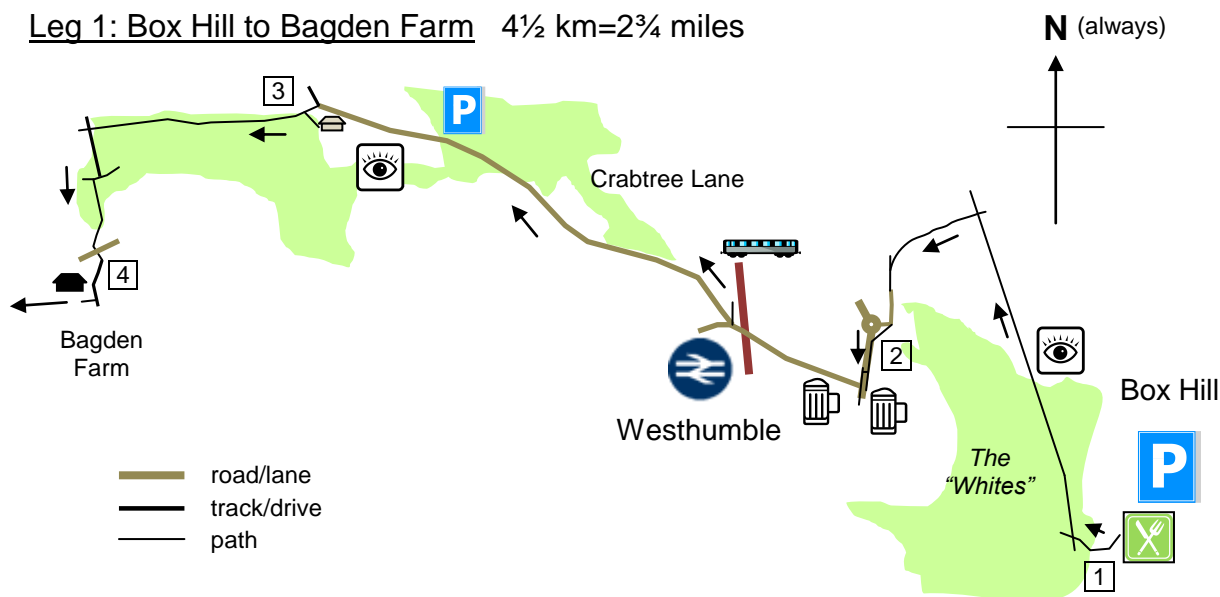 Leg 1: Box Hill to Bagden Farm 4½ km=2¾ miles
N (always)
3
P
Crabtree Lane
4
Bagden
Farm
2
Westhumble
Box Hill
P
The
“Whites”
1
road/lane
track/drive
path